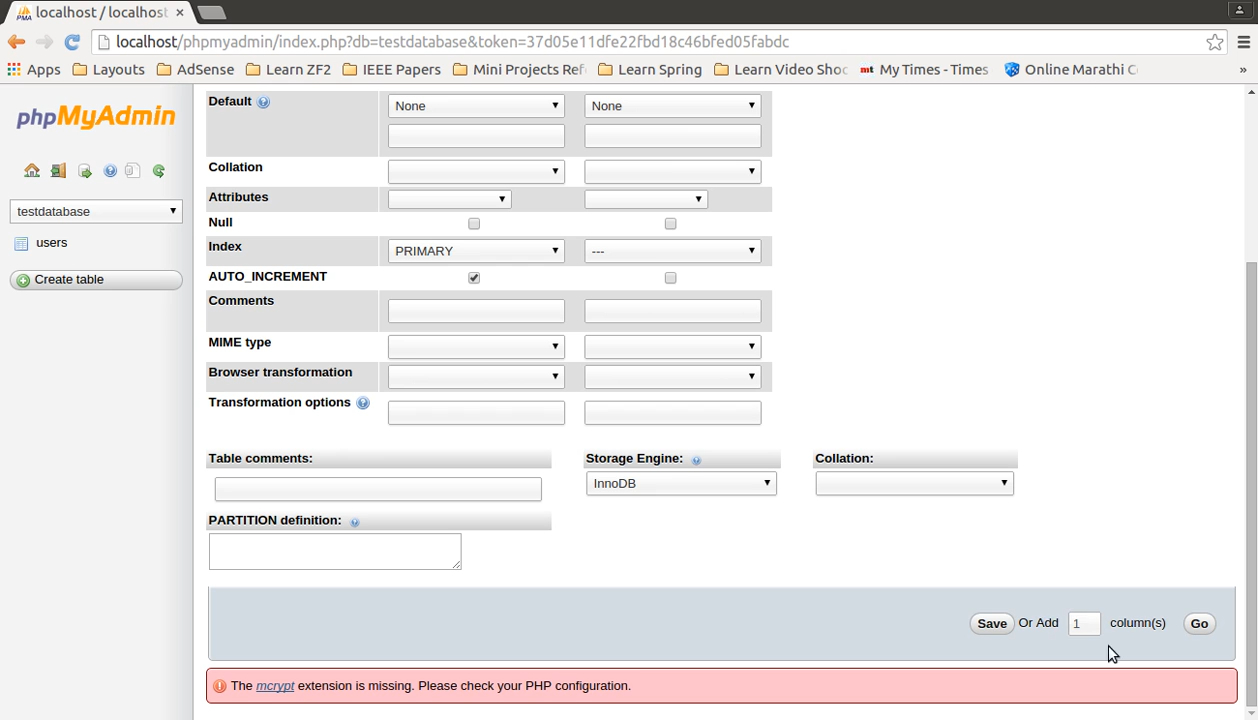 localhost / localhost
localhost/phpmyadmin/index.php?db=testdatabase&token=37d05e11dfe22fbd18c46bfed05fabdc
Apps Layouts AdSense Learn ZF2 IEEE Papers Mini Projects Ref Learn Spring Learn Video Shoo mt My Times - Times Online Marathi C »
phpMyAdmin
testdatabase
users
Create table
Default None None
Collation
Attributes
Null
Index PRIMARY ---
AUTO_INCREMENT
Comments
MIME type
Browser transformation
Transformation options
Table comments: Storage Engine: Collation:
InnoDB
PARTITION definition:
Save Or Add 1 column(s) Go
The mcrypt extension is missing. Please check your PHP configuration.